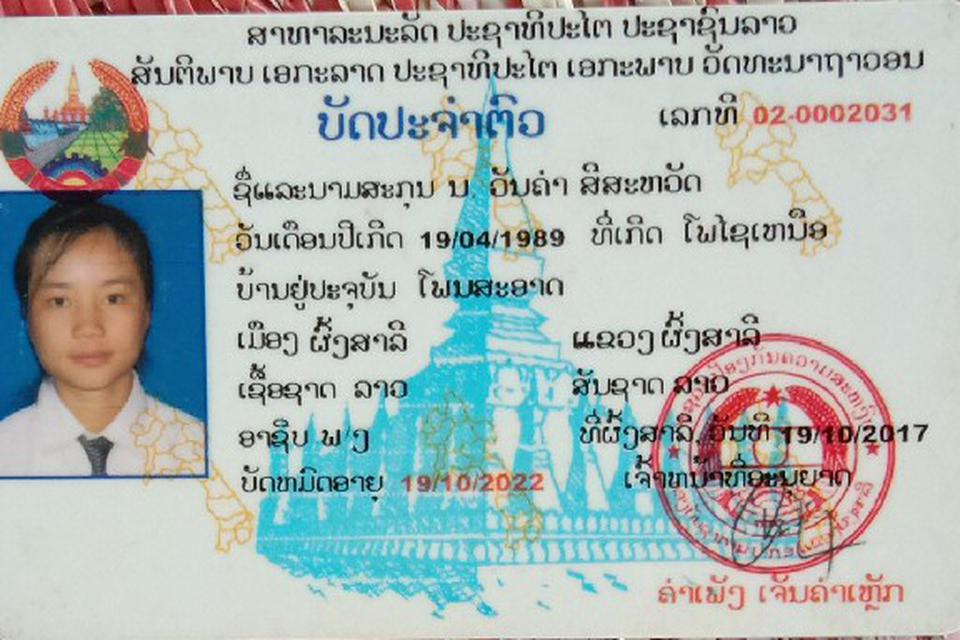 ສາທາລະນະລັດ ປະຊາທິປະໄຕ ປະຊາຊົນລາວ
ສັນຕິພາບ ເອກະລາດ ປະຊາທິປະໄຕ ເອກະພາບ ວັດທະນາຖາວອນ
ບັດປະຈຳຕົວ ເລກທີ 02-0002031
ຊື່ແລະນາມສະກຸນ ນ. ວັນຄຳ ສີສະຫວັດ
ວັນເດືອນປີເກີດ 19/04/1989 ທີ່ເກີດ ໂພໄຊເຫນືອ
ບ້ານຢູ່ປະຈຸບັນ ໂພນສະອາດ
ເມືອງ ຜົ້ງສາລີ ແຂວງ ຜົ້ງສາລີ
ເຊື້ອຊາດ ລາວ ສັນຊາດ ລາວ
ອາຊີບ ພ/ງ ທີ່ຜົ້ງສາລີ, ວັນທີ 19/10/2017
ບັດຫມົດອາຍຸ 19/10/2022 ເຈົ້າຫນ້າທີ່ອະນຸຍາດ
ຄຳເພັງ ເຈັນຄຳເຫຼັກ